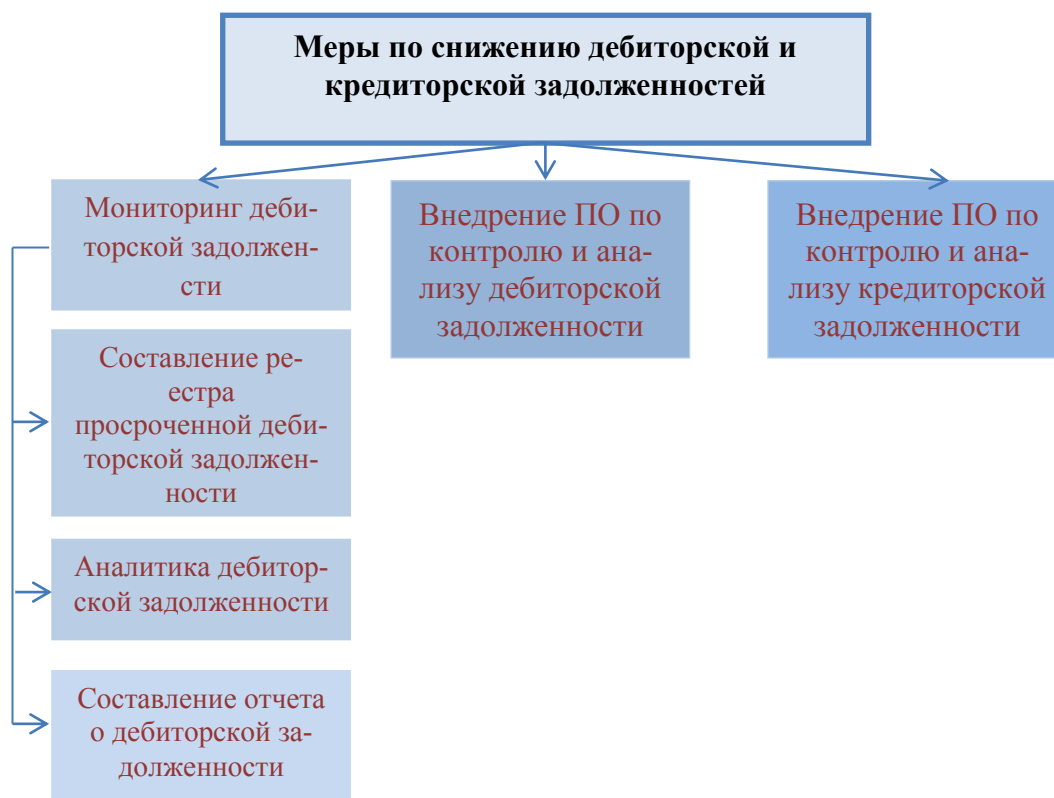 Меры по снижению дебиторской и
кредиторской задолженностей
Мониторинг деби-
торской задолжен-
сти
Внедрение ПО по
контролю и ана-
лизу дебиторской
задолженности
Внедрение ПО по
контролю и ана-
лизу кредиторской
задолженности
Составление ре-
естра
просроченной деби-
торской задолжен-
ности
Аналитика дебитор-
ской задолженности
Составление отчета
о дебиторской за-
долженности